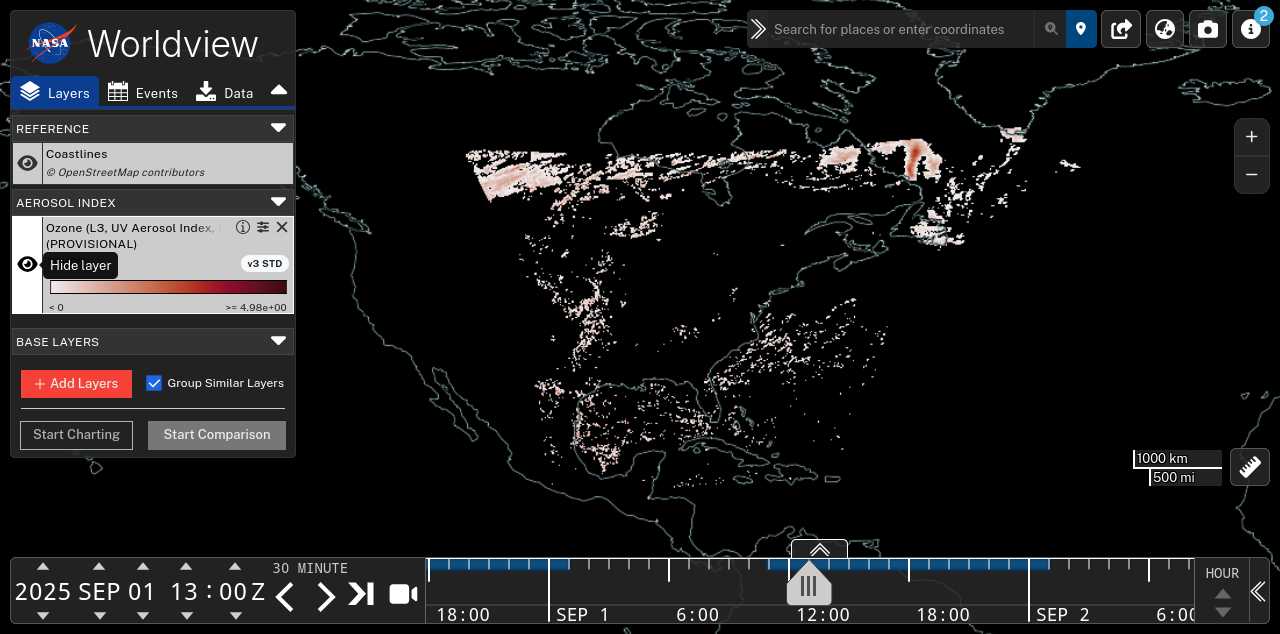 NASA
Worldview
Layers
Events
Data
REFERENCE
Coastlines
© OpenStreetMap contributors
AEROSOL INDEX
Ozone (L3, UV Aerosol Index,
(PROVISIONAL)
Hide layer
v3 STD
< 0
>= 4.98e+00
BASE LAYERS
+ Add Layers
Group Similar Layers
Start Charting
Start Comparison
Search for places or enter coordinates
2
+
−
1000 km
500 mi
2025 SEP 01 13 : 00 Z
30 MINUTE
18:00 SEP 1 6:00 12:00 18:00 SEP 2 6:00
HOUR